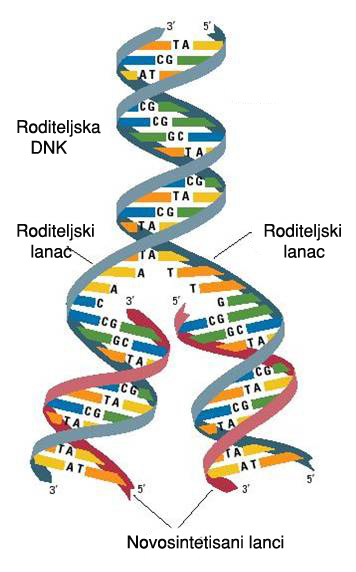 3′ 5′
TA
CG
AT
CG
Roditeljska
DNK
CG
GC
TA
CG
TA
CG
TA
Roditeljski
lanac
Roditeljski
lanac
TA
A T
A T
C G
3′ 5′
CG CG
GC GC
TA TA
CG CG
TA TA
CG CG
TA TA
AT AT
3′ 5′ 3′ 5′
Novosintetisani lanci